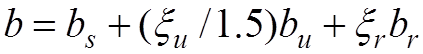 b = b_s + (ξ_u / 1.5)b_u + ξ_r b_r